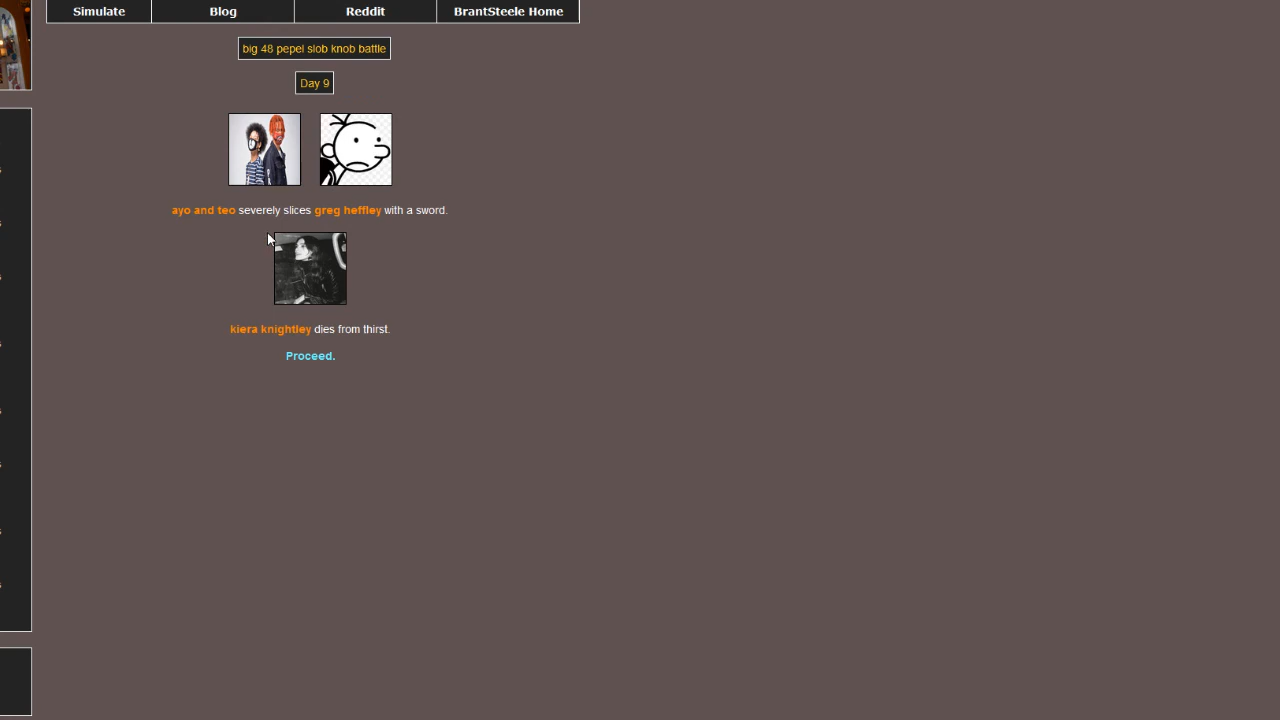 Simulate Blog Reddit BrantSteele Home
big 48 pepel slob knob battle
Day 9
ayo and teo severely slices greg heffley with a sword.
kiera knightley dies from thirst.
Proceed.